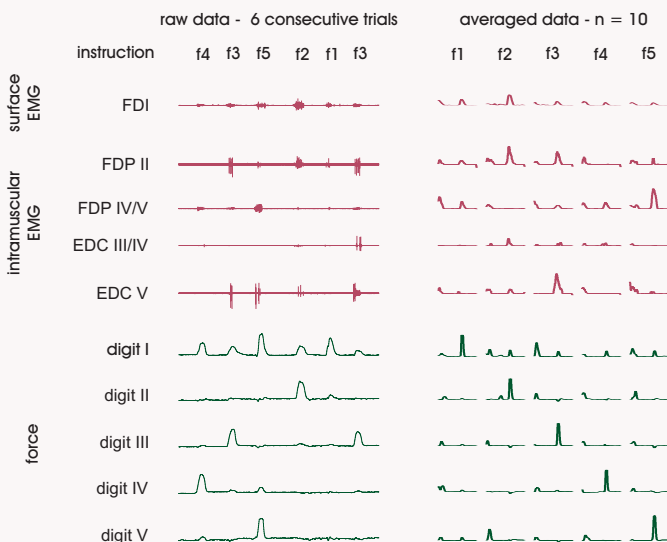 raw data - 6 consecutive trials
averaged data - n = 10
instruction f4 f3 f5 f2 f1 f3
f1 f2 f3 f4 f5
surface
EMG
FDI
intramuscular
EMG
FDP II
FDP IV/V
EDC III/IV
EDC V
force
digit I
digit II
digit III
digit IV
digit V